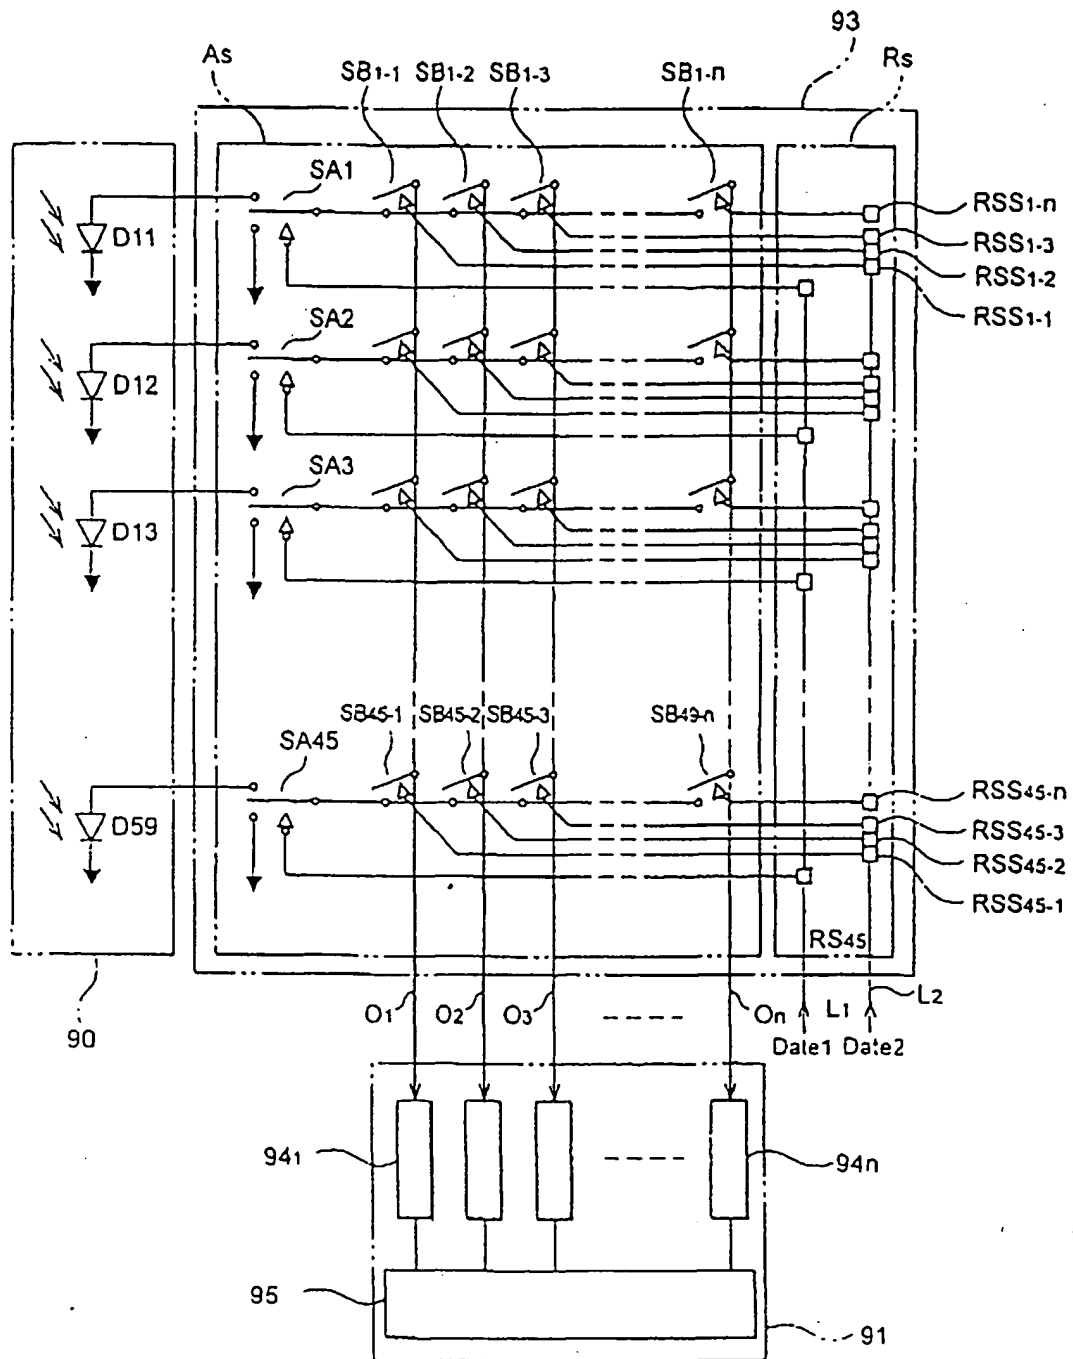 93
As
SB1-1 SB1-2 SB1-3 SB1-n
Rs
SA1
D11
RSS1-n
RSS1-3
RSS1-2
RSS1-1
SA2
D12
SA3
D13
SB45-1 SB45-2 SB45-3 SB49-n
SA45
D59
RSS45-n
RSS45-3
RSS45-2
RSS45-1
RS45
90
O1 O2 O3 On L1 L2
Date1 Date2
941
94n
95
91